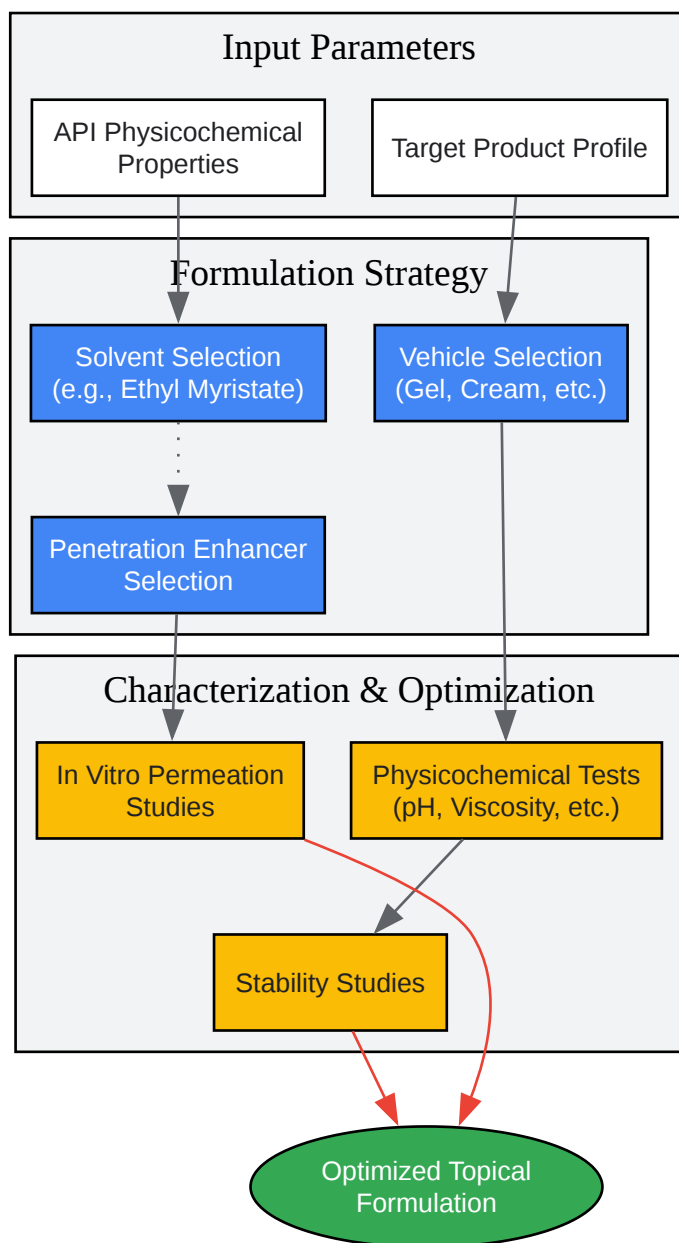 Input Parameters
API Physicochemical
Properties
Target Product Profile
Formulation Strategy
Solvent Selection
(e.g., Ethyl Myristate)
Vehicle Selection
(Gel, Cream, etc.)
Penetration Enhancer
Selection
Characterization & Optimization
In Vitro Permeation
Studies
Physicochemical Tests
(pH, Viscosity, etc.)
Stability Studies
Optimized Topical
Formulation